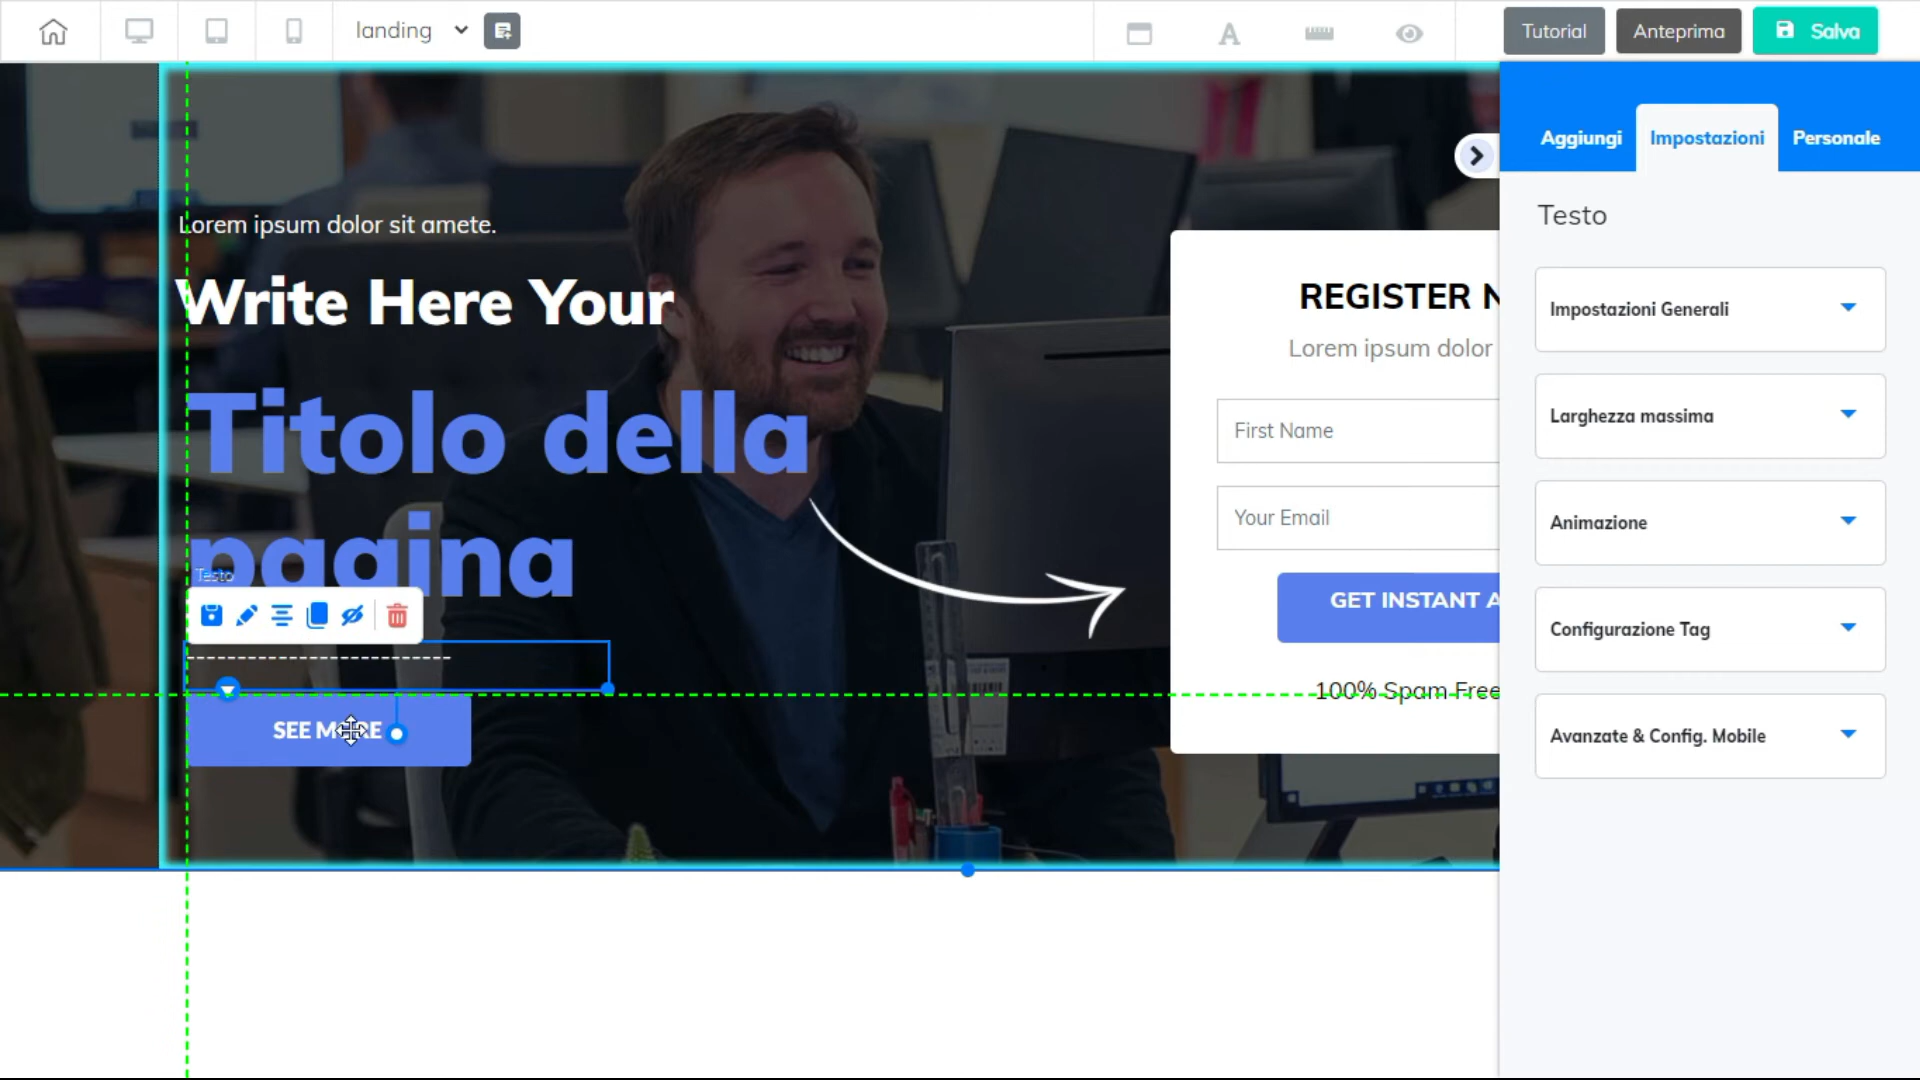 landing
Tutorial
Anteprima
Salva
Aggiungi
Impostazioni
Personale
Testo
Impostazioni Generali
Larghezza massima
Animazione
Configurazione Tag
Avanzate & Config. Mobile
Lorem ipsum dolor sit amete.
Write Here Your
Titolo della
pagina
Testo
-------------------------
SEE MORE
REGISTER N
Lorem ipsum dolor
First Name
Your Email
GET INSTANT A
100% Spam Free